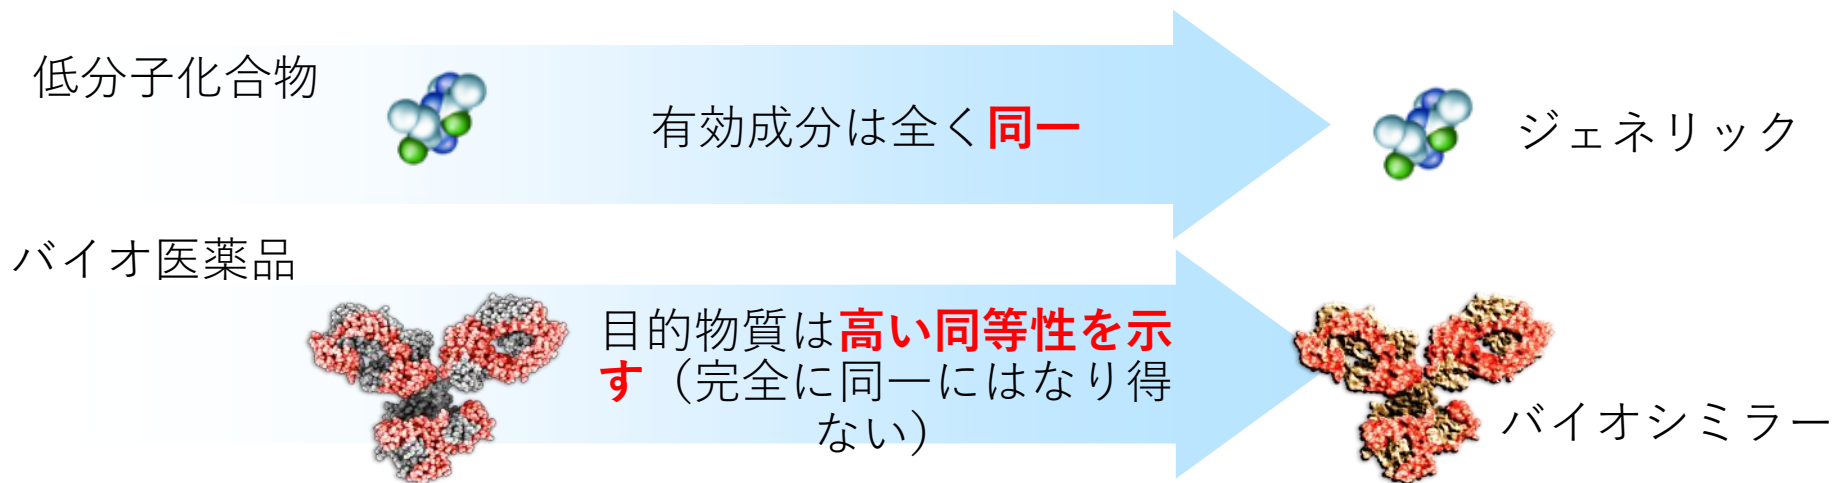 低分子化合物
有効成分は全く同一
ジェネリック
バイオ医薬品
目的物質は高い同等性を示
す（完全に同一にはなり得
ない）
バイオシミラー